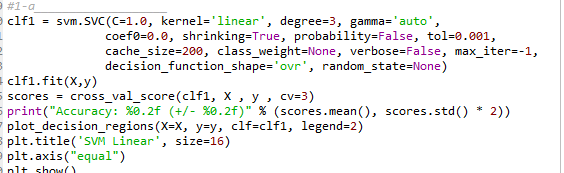 #1-a
clf1 = svm.SVC(C=1.0, kernel='linear', degree=3, gamma='auto',
coef0=0.0, shrinking=True, probability=False, tol=0.001,
cache_size=200, class_weight=None, verbose=False, max_iter=-1,
decision_function_shape='ovr', random_state=None)
clf1.fit(X,y)
scores = cross_val_score(clf1, X , y , cv=3)
print("Accuracy: %0.2f (+/- %0.2f)" % (scores.mean(), scores.std() * 2))
plot_decision_regions(X=X, y=y, clf=clf1, legend=2)
plt.title('SVM Linear', size=16)
plt.axis("equal")
plt.show()